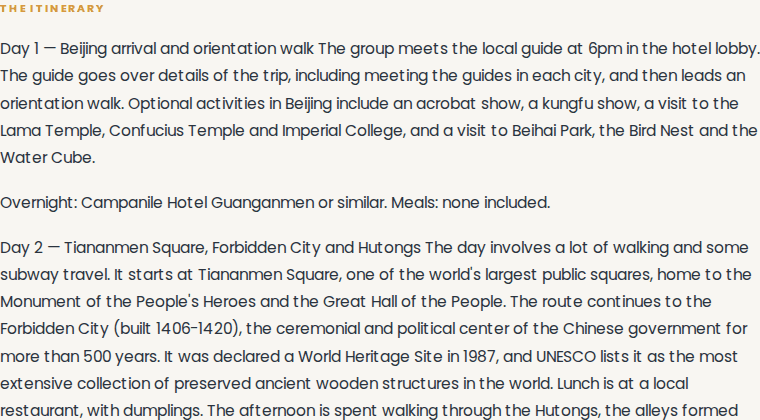 THE ITINERARY
Day 1 — Beijing arrival and orientation walk The group meets the local guide at 6pm in the hotel lobby.
The guide goes over details of the trip, including meeting the guides in each city, and then leads an
orientation walk. Optional activities in Beijing include an acrobat show, a kungfu show, a visit to the
Lama Temple, Confucius Temple and Imperial College, and a visit to Beihai Park, the Bird Nest and the
Water Cube.
Overnight: Campanile Hotel Guanganmen or similar. Meals: none included.
Day 2 — Tiananmen Square, Forbidden City and Hutongs The day involves a lot of walking and some
subway travel. It starts at Tiananmen Square, one of the world's largest public squares, home to the
Monument of the People's Heroes and the Great Hall of the People. The route continues to the
Forbidden City (built 1406-1420), the ceremonial and political center of the Chinese government for
more than 500 years. It was declared a World Heritage Site in 1987, and UNESCO lists it as the most
extensive collection of preserved ancient wooden structures in the world. Lunch is at a local
restaurant, with dumplings. The afternoon is spent walking through the Hutongs, the alleys formed